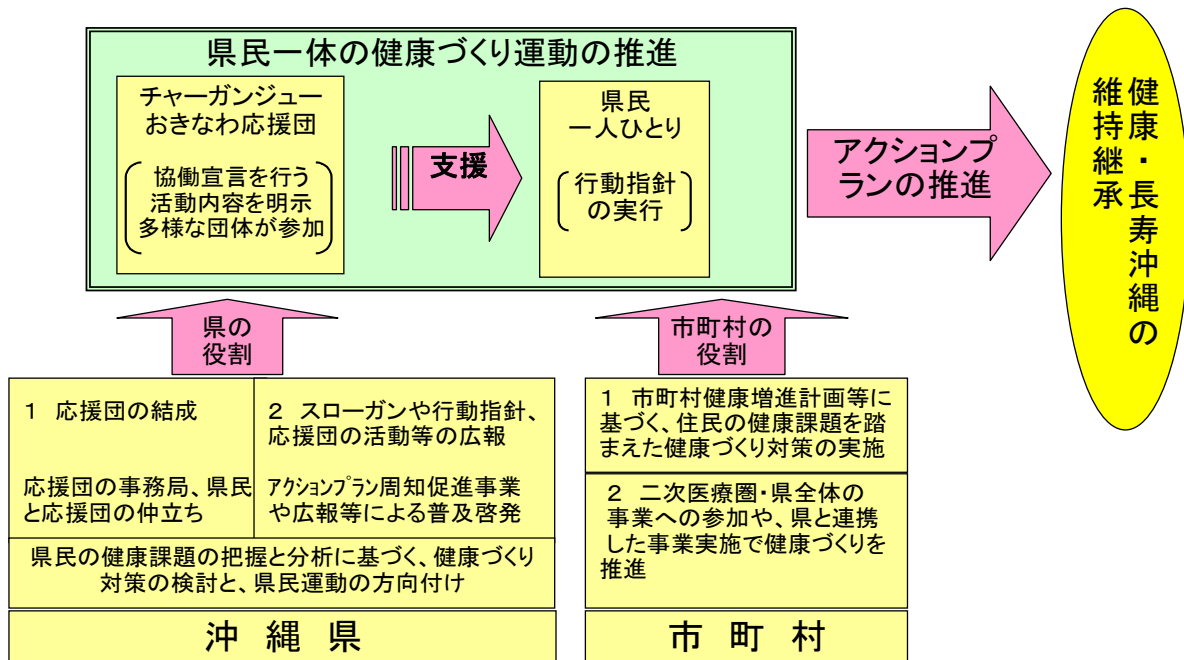 県民一体の健康づくり運動の推進
チャーガンジュー
おきなわ応援団
協働宣言を行う
活動内容を明示
多様な団体が参加
支援
県民
一人ひとり
行動指針
の実行
アクションプ
ランの推進
健康・長寿沖縄の
維持継承
県の
役割
市町村の
役割
1 応援団の結成
応援団の事務局、県民
と応援団の仲立ち
2 スローガンや行動指針、
応援団の活動等の広報
アクションプラン周知促進事業
や広報等による普及啓発
県民の健康課題の把握と分析に基づく、健康づくり
対策の検討と、県民運動の方向付け
沖 縄 県
1 市町村健康増進計画等に
基づく、住民の健康課題を踏
まえた健康づくり対策の実施
2 二次医療圏・県全体の
事業への参加や、県と連携
した事業実施で健康づくりを
推進
市 町 村